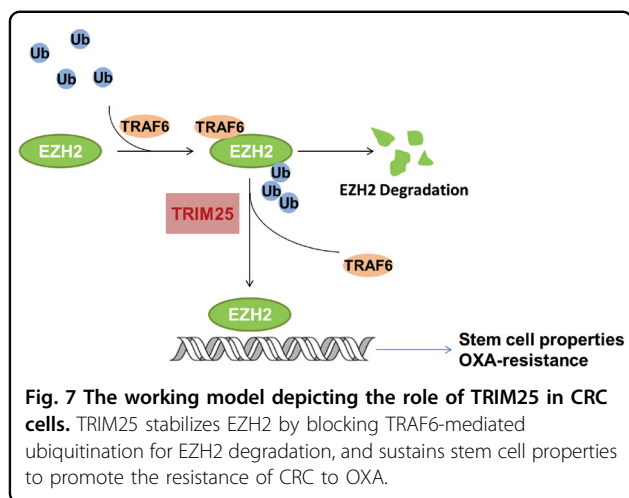 Ub
Ub
Ub
Ub
Ub
TRAF6
TRAF6
EZH2
EZH2
Ub
Ub
Ub
EZH2 Degradation
TRIM25
TRAF6
EZH2
Stem cell properties
OXA-resistance
Fig. 7 The working model depicting the role of TRIM25 in CRC
cells. TRIM25 stabilizes EZH2 by blocking TRAF6-mediated
ubiquitination for EZH2 degradation, and sustains stem cell properties
to promote the resistance of CRC to OXA.